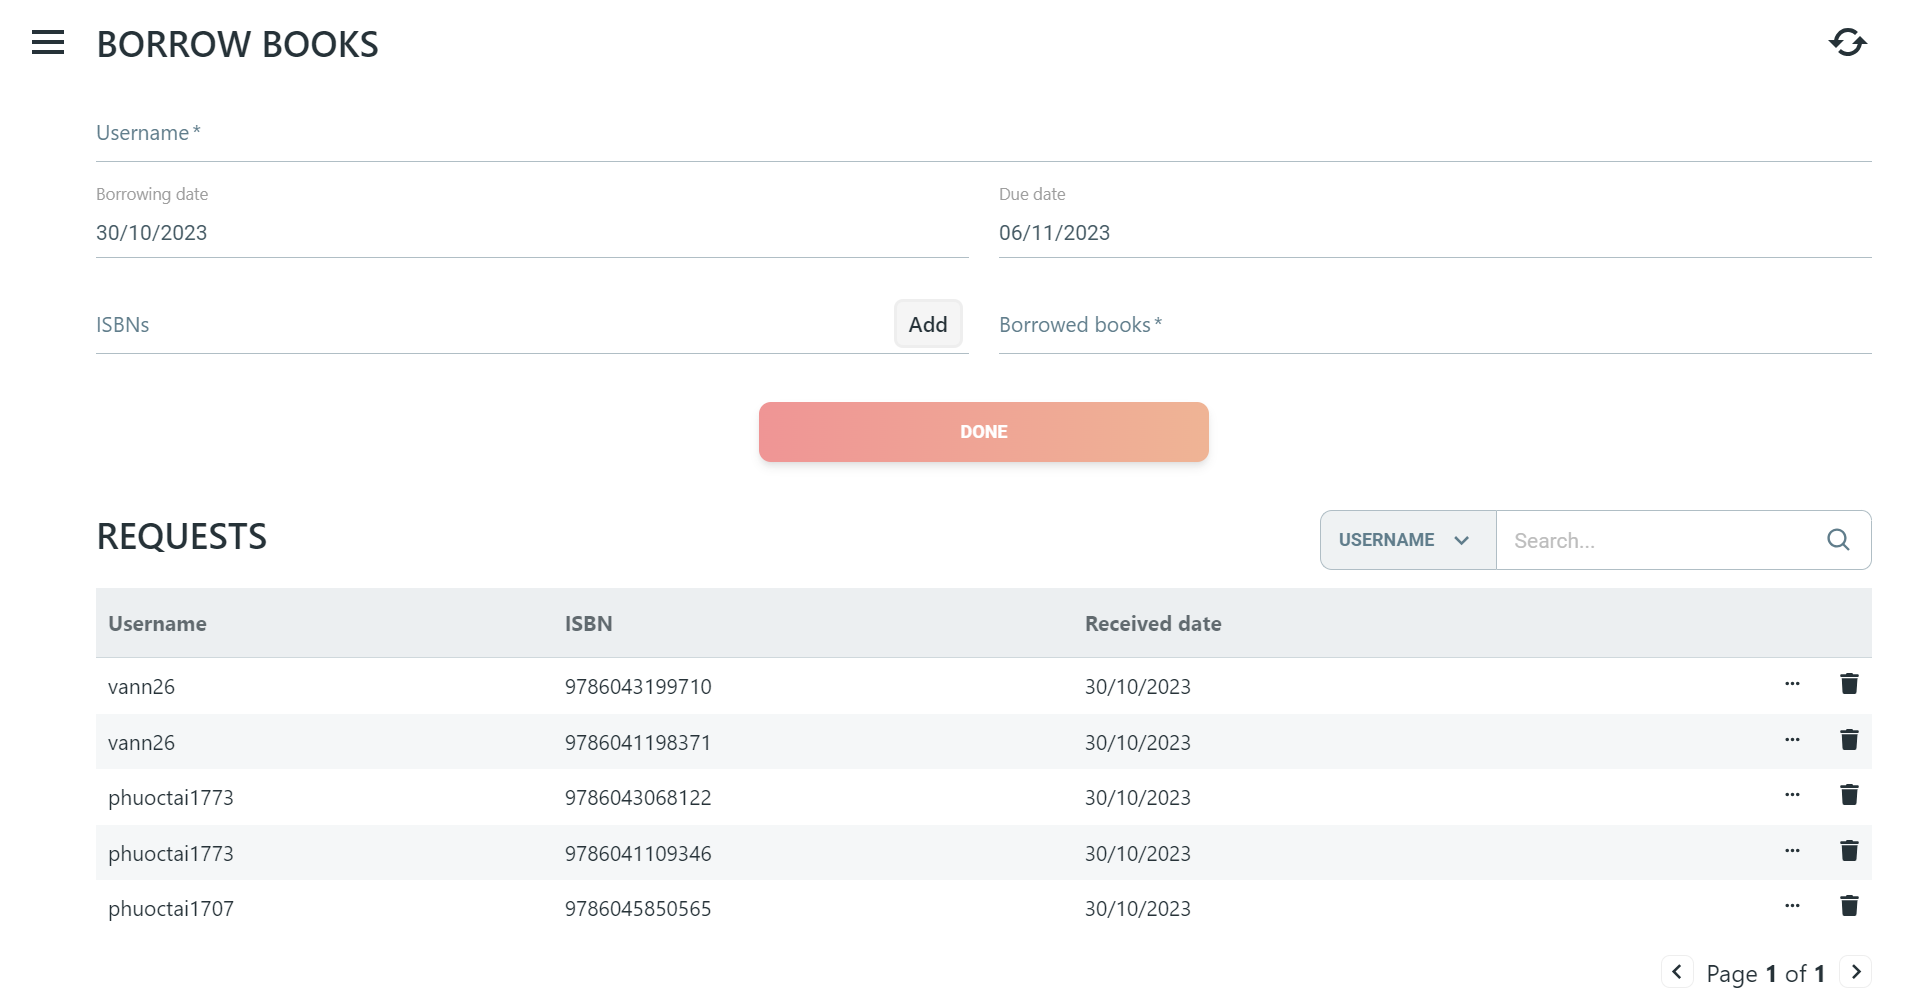 BORROW BOOKS
Username*
Borrowing date
Due date
30/10/2023
06/11/2023
ISBNs
Add
Borrowed books*
DONE
REQUESTS
USERNAME
Search...
Username ISBN Received date
vann26 9786043199710 30/10/2023 ...
vann26 9786041198371 30/10/2023 ...
phuoctai1773 9786043068122 30/10/2023 ...
phuoctai1773 9786041109346 30/10/2023 ...
phuoctai1707 9786045850565 30/10/2023 ...
Page 1 of 1